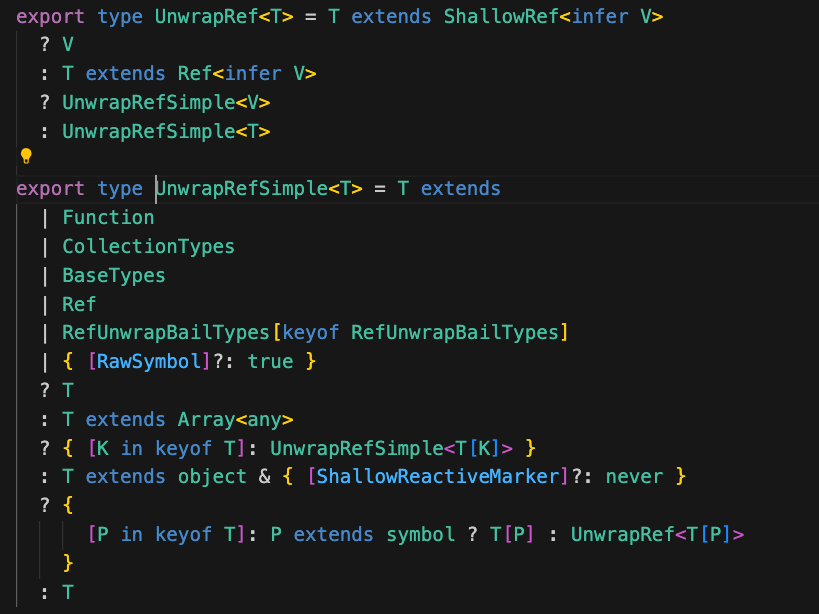 export type UnwrapRef<T> = T extends ShallowRef<infer V>
  ? V
  : T extends Ref<infer V>
  ? UnwrapRefSimple<V>
  : UnwrapRefSimple<T>
export type UnwrapRefSimple<T> = T extends
  | Function
  | CollectionTypes
  | BaseTypes
  | Ref
  | RefUnwrapBailTypes[keyof RefUnwrapBailTypes]
  | { [RawSymbol]?: true }
  ? T
  : T extends Array<any>
  ? { [K in keyof T]: UnwrapRefSimple<T[K]> }
  : T extends object & { [ShallowReactiveMarker]?: never }
  ? {
      [P in keyof T]: P extends symbol ? T[P] : UnwrapRef<T[P]>
    }
  : T